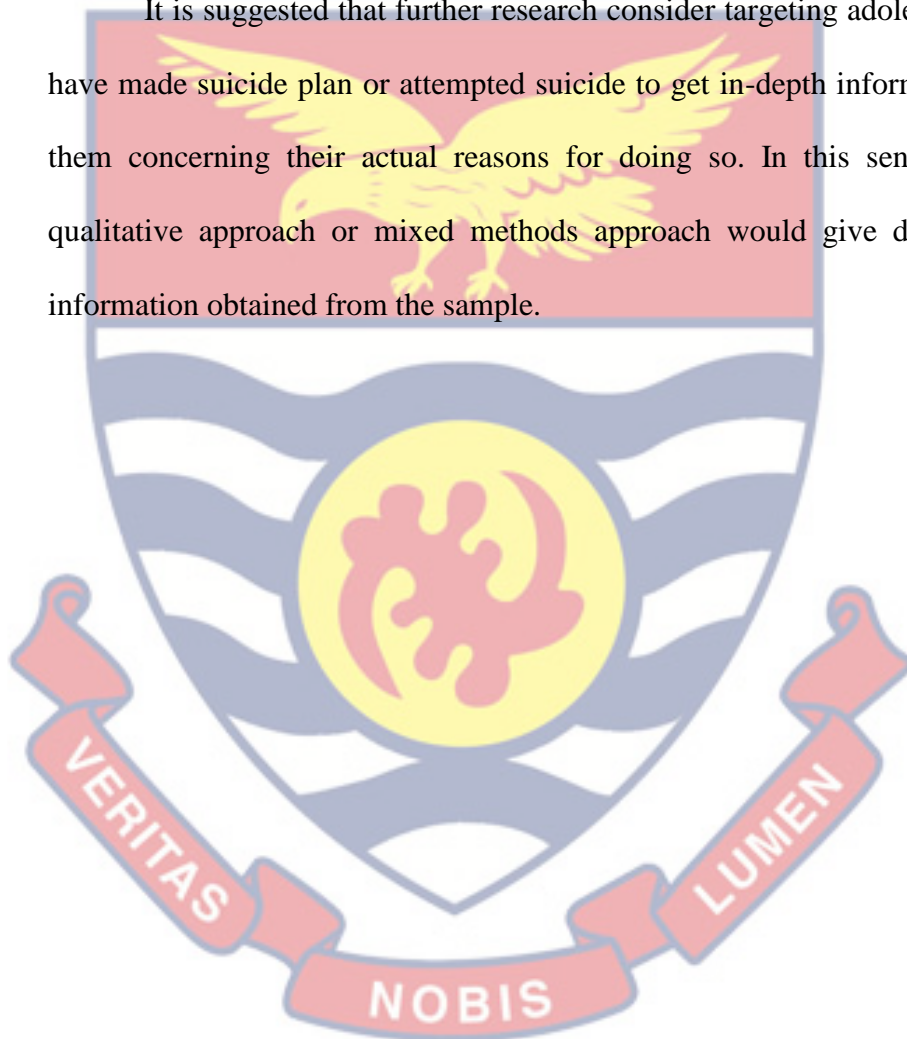 It is suggested that further research consider targeting adole
have made suicide plan or attempted suicide to get in-depth inform
them concerning their actual reasons for doing so. In this sen
qualitative approach or mixed methods approach would give d
information obtained from the sample.
VERITAS
NOBIS
LUMEN